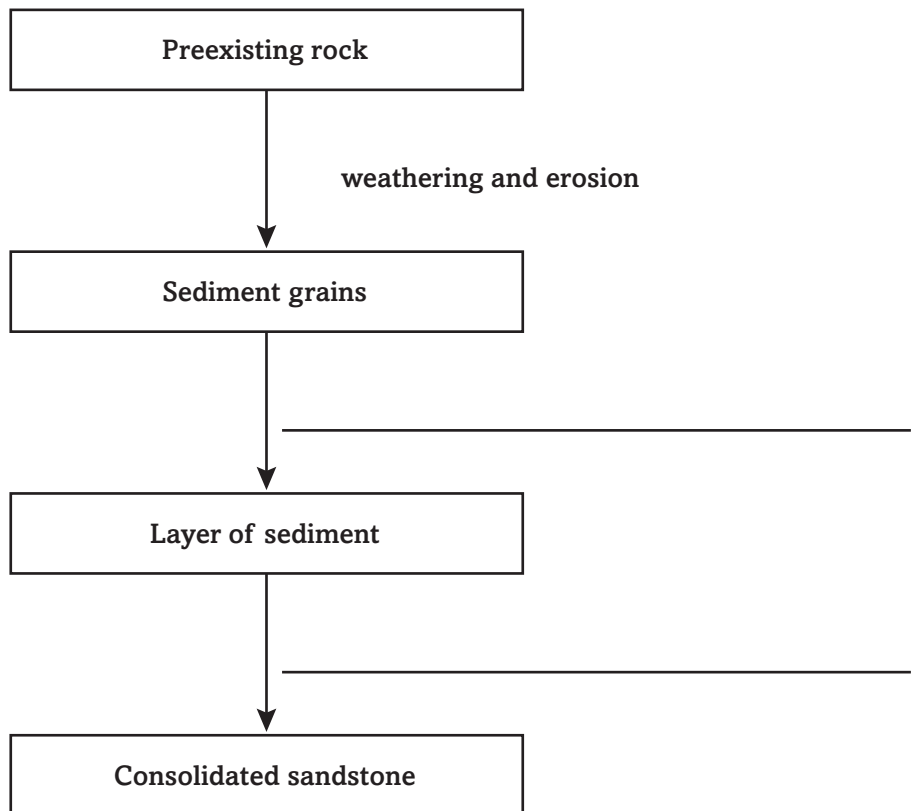 Preexisting rock
weathering and erosion
Sediment grains
Layer of sediment
Consolidated sandstone